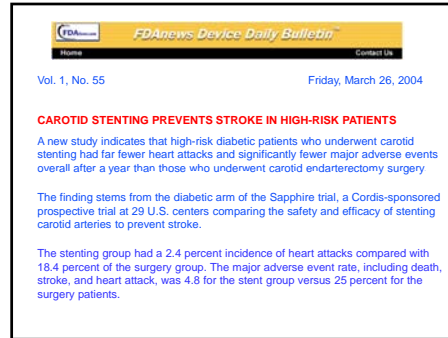 FDAnews Device Daily Bulletin™
Home Contact Us
Vol. 1, No. 55 Friday, March 26, 2004
CAROTID STENTING PREVENTS STROKE IN HIGH-RISK PATIENTS
A new study indicates that high-risk diabetic patients who underwent carotid
stenting had far fewer heart attacks and significantly fewer major adverse events
overall after a year than those who underwent carotid endarterectomy surgery
The finding stems from the diabetic arm of the Sapphire trial, a Cordis-sponsored
prospective trial at 29 U.S. centers comparing the safety and efficacy of stenting
carotid arteries to prevent stroke.
The stenting group had a 2.4 percent incidence of heart attacks compared with
18.4 percent of the surgery group. The major adverse event rate, including death,
stroke, and heart attack, was 4.8 for the stent group versus 25 percent for the
surgery patients.